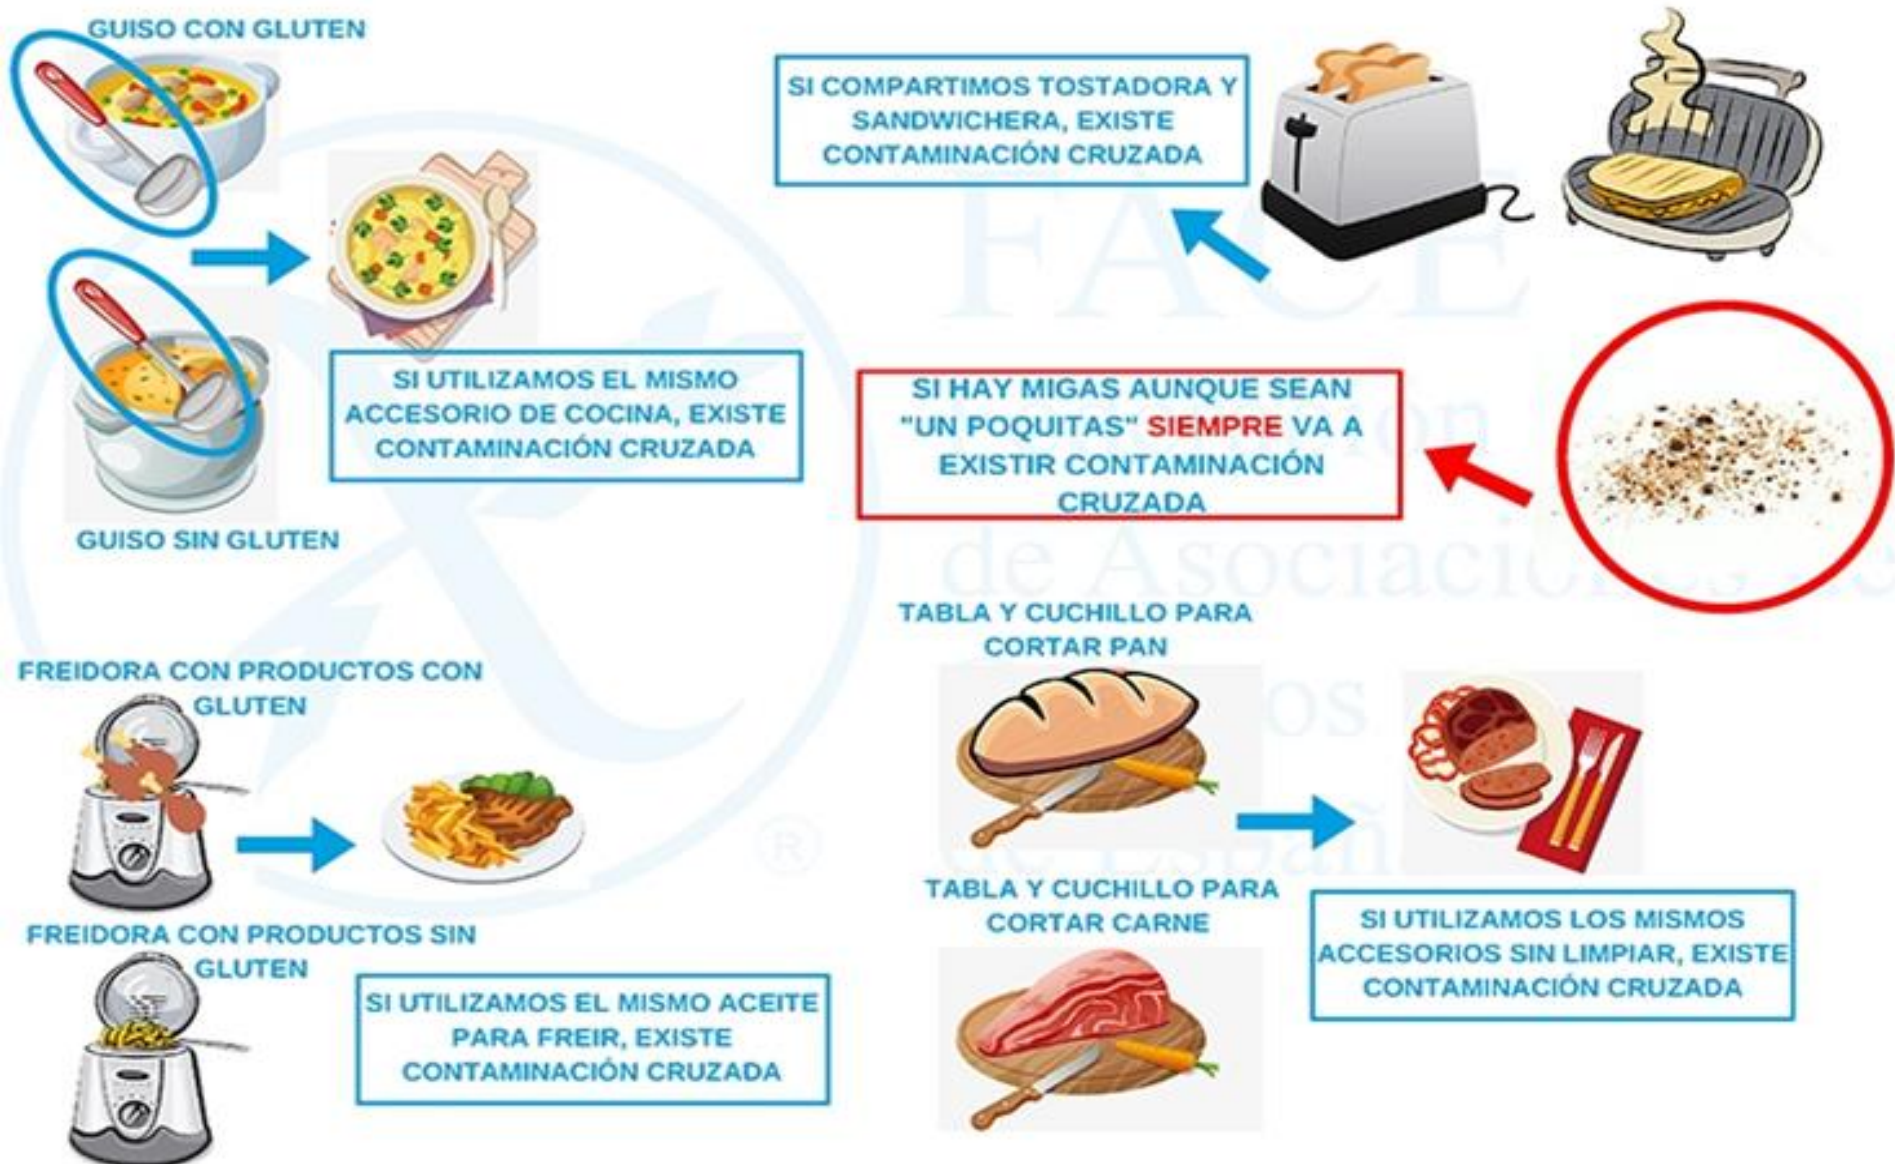 GUISO CON GLUTEN
SI UTILIZAMOS EL MISMO
ACCESORIO DE COCINA, EXISTE
CONTAMINACIÓN CRUZADA
GUISO SIN GLUTEN
SI COMPARTIMOS TOSTADORA Y
SANDWICHERA, EXISTE
CONTAMINACIÓN CRUZADA
SI HAY MIGAS AUNQUE SEAN
"UN POQUITAS" SIEMPRE VA A
EXISTIR CONTAMINACIÓN
CRUZADA
FREIDORA CON PRODUCTOS CON
GLUTEN
FREIDORA CON PRODUCTOS SIN
GLUTEN
SI UTILIZAMOS EL MISMO ACEITE
PARA FREIR, EXISTE
CONTAMINACIÓN CRUZADA
TABLA Y CUCHILLO PARA
CORTAR PAN
TABLA Y CUCHILLO PARA
CORTAR CARNE
SI UTILIZAMOS LOS MISMOS
ACCESORIOS SIN LIMPIAR, EXISTE
CONTAMINACIÓN CRUZADA
FACE
de Asociaciones
®